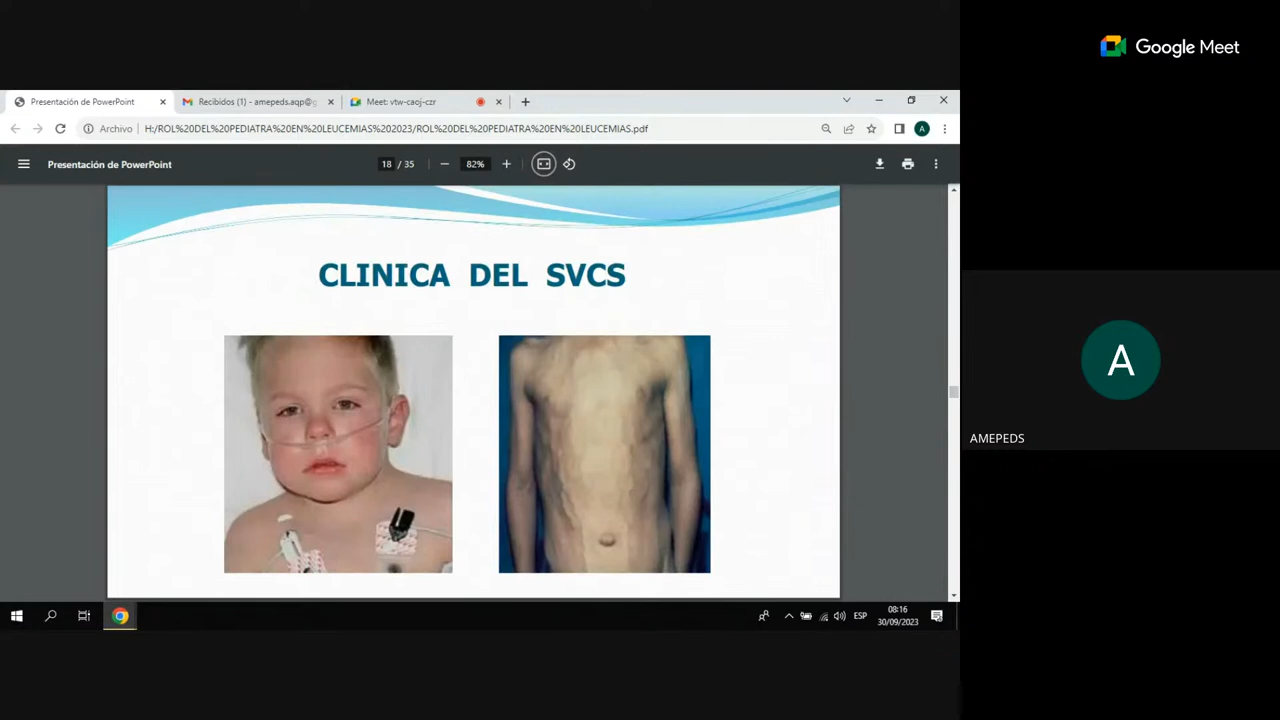 Google Meet
Presentación de PowerPoint
Recibidos (1) - amepeds.aqp@g
Meet: vtw-caoj-czr
Archivo
H:/ROL%20DEL%20PEDIATRA%20EN%20LEUCEMIAS%202023/ROL%20DEL%20PEDIATRA%20EN%20LEUCEMIAS.pdf
A
Presentación de PowerPoint
18 / 35
82%
CLINICA DEL SVCS
A
AMEPEDS
ESP
08:16
30/09/2023